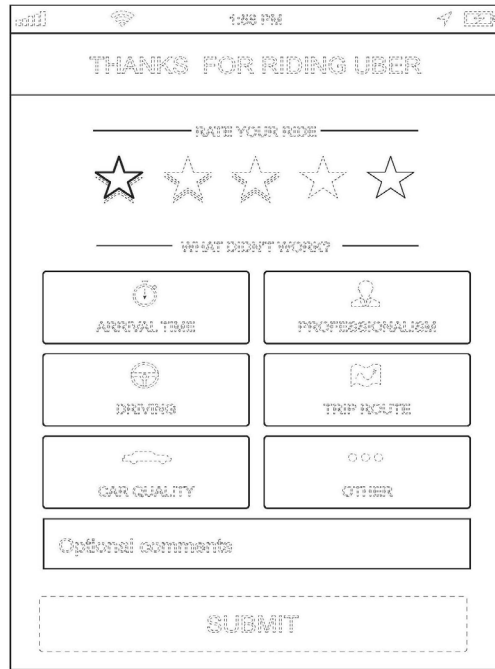 1:58 PM
THANKS FOR RIDING UBER
RATE YOUR RIDE
WHAT DIDN'T WORK?
ARRIVAL TIME
PROFESSIONALISM
DRIVING
TRIP ROUTE
CAR QUALITY
OTHER
Optional comments
SUBMIT